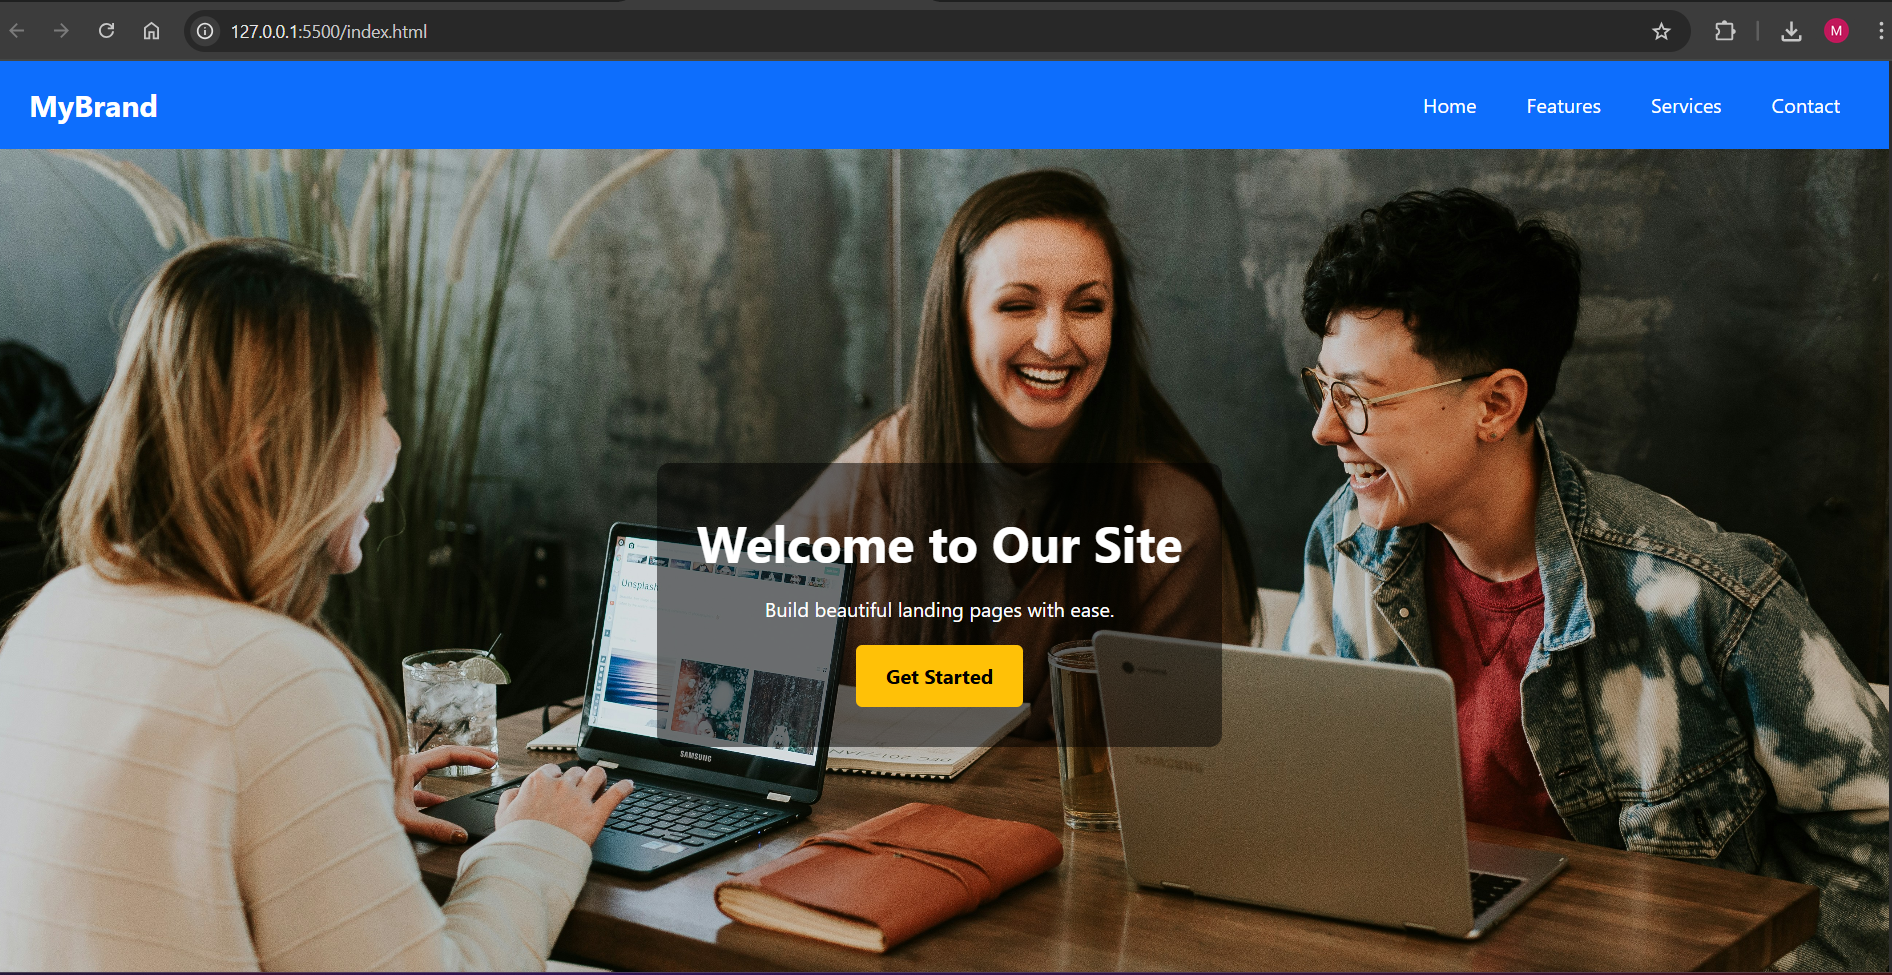 127.0.0.1:5500/index.html
M
MyBrand
Home Features Services Contact
Unsplash
Welcome to Our Site
Build beautiful landing pages with ease.
Get Started
SAMSUNG
SAMSUNG